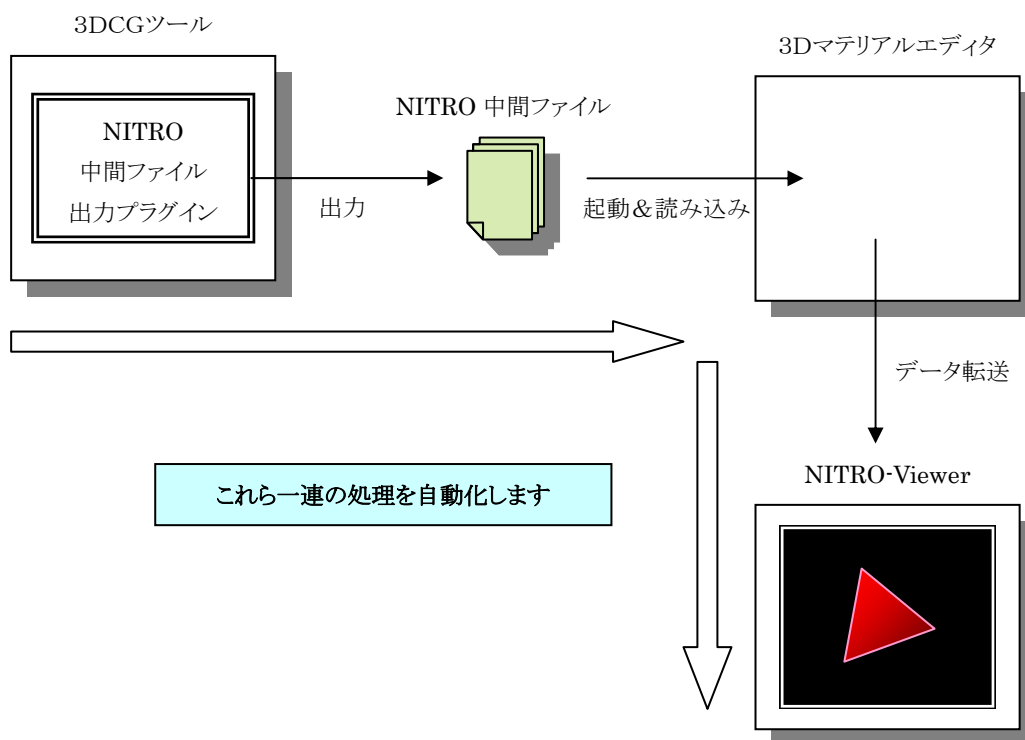 3DCGツール
NITRO
中間ファイル
出力プラグイン
出力
NITRO 中間ファイル
起動&読み込み
3Dマテリアルエディタ
データ転送
これら一連の処理を自動化します
NITRO-Viewer